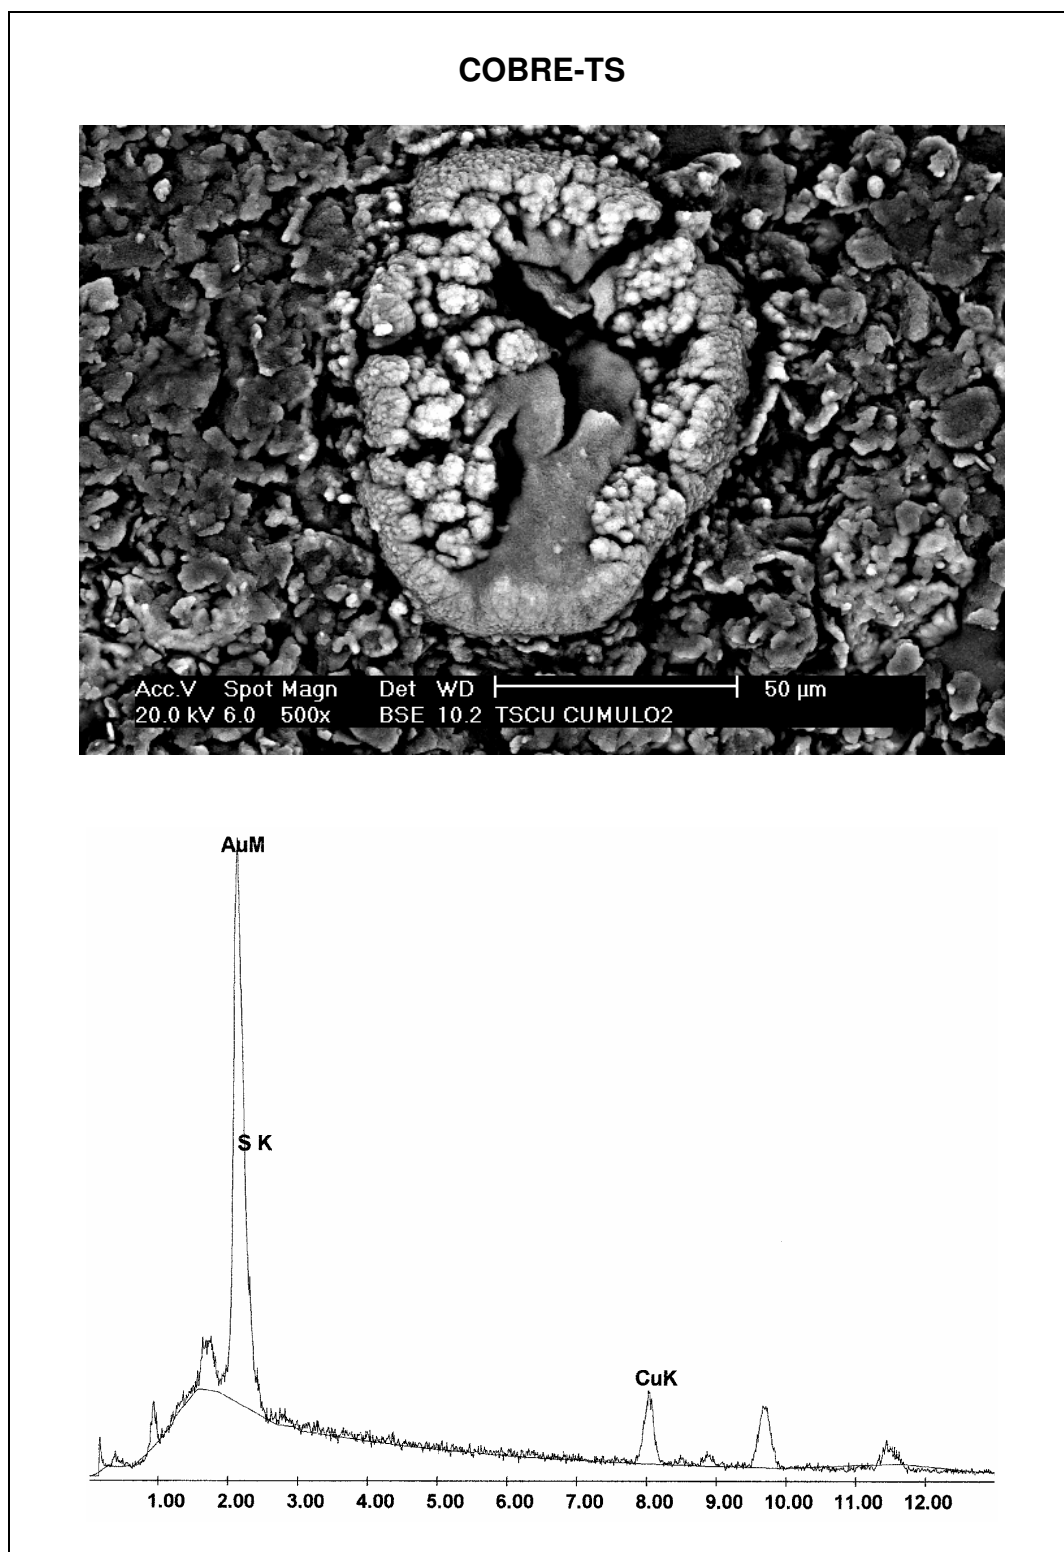 COBRE-TS
Acc.V Spot Magn Det WD 50 µm
20.0 kV 6.0 500x BSE 10.2 TSCU CUMULO2
AuM
S K
CuK
1.00 2.00 3.00 4.00 5.00 6.00 7.00 8.00 9.00 10.00 11.00 12.00